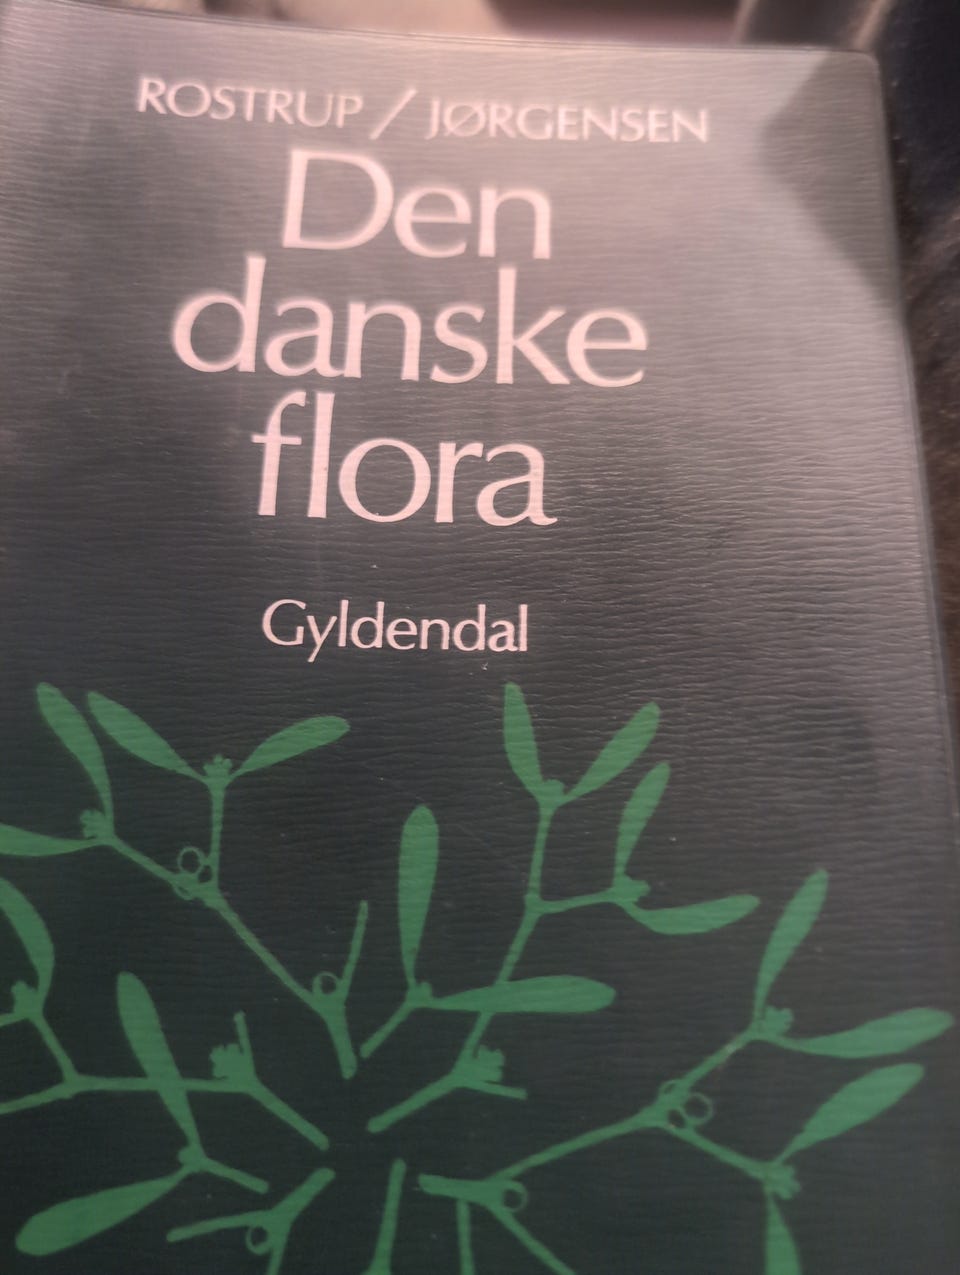 ROSTRUP / JØRGENSEN
Den
danske
flora
Gyldendal